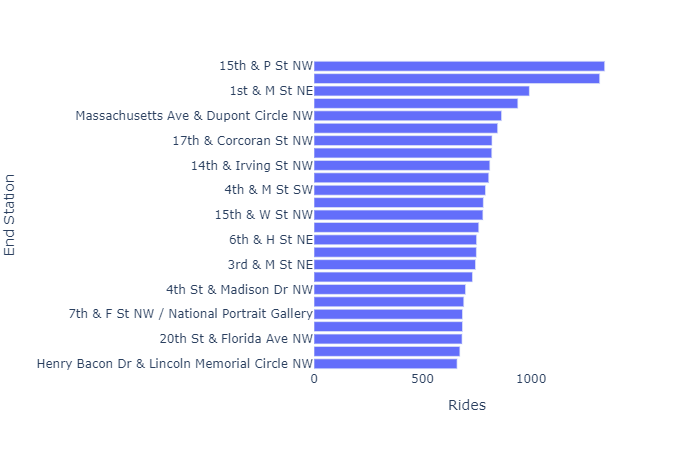 15th & P St NW
1st & M St NE
Massachusetts Ave & Dupont Circle NW
17th & Corcoran St NW
14th & Irving St NW
4th & M St SW
15th & W St NW
6th & H St NE
3rd & M St NE
4th St & Madison Dr NW
7th & F St NW / National Portrait Gallery
20th St & Florida Ave NW
Henry Bacon Dr & Lincoln Memorial Circle NW
End Station
0 500 1000
Rides